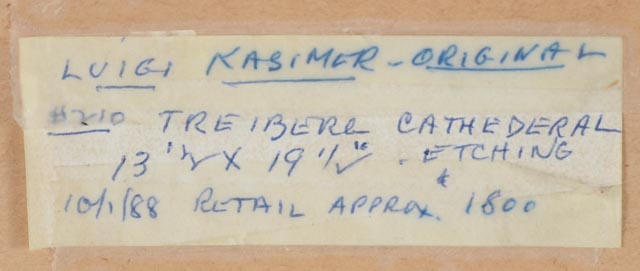 LUIGI KASIMER - ORIGINAL
#210 TREIBERG CATHEDERAL
13 1/2 X 19 1/2" . ETCHING
10/1/88 RETAIL APPROX. 1800